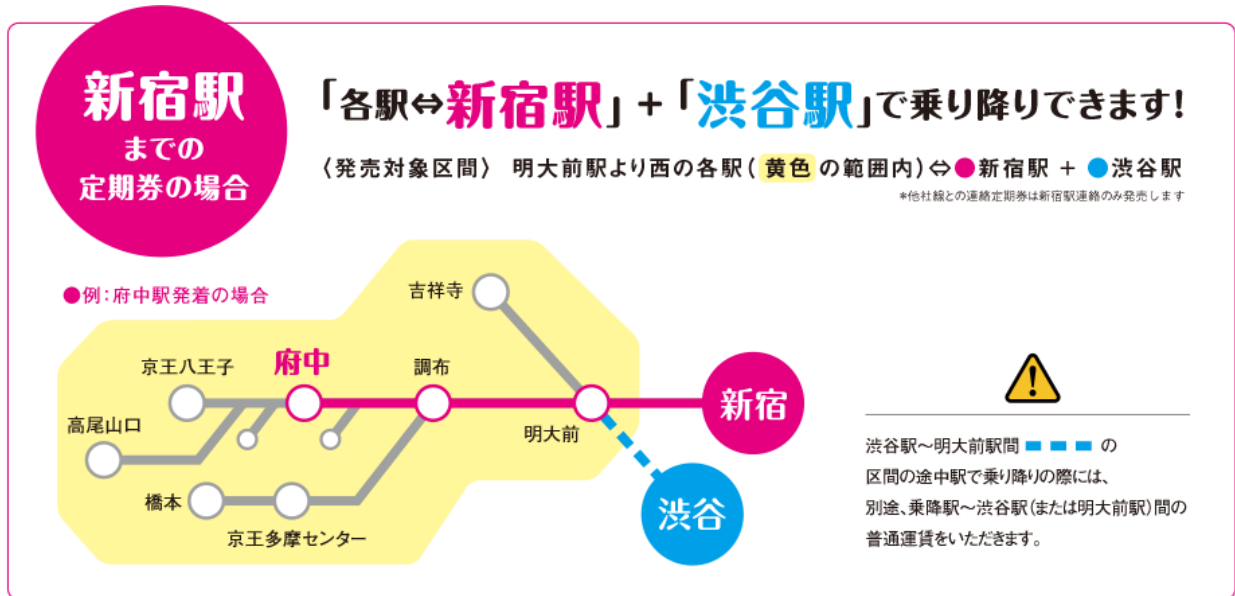 新宿駅
までの
定期券の場合
「各駅⇔新宿駅」+「渋谷駅」で乗り降りできます!
〈発売対象区間〉 明大前駅より西の各駅(黄色の範囲内)⇔●新宿駅 + ●渋谷駅
*他社線との連絡定期券は新宿駅連絡のみ発売します
●例:府中駅発着の場合
吉祥寺
京王八王子
府中
調布
新宿
高尾山口
明大前
橋本
京王多摩センター
渋谷
渋谷駅〜明大前駅間 の
区間の途中駅で乗り降りの際には、
別途、乗降駅〜渋谷駅(または明大前駅)間の
普通運賃をいただきます。